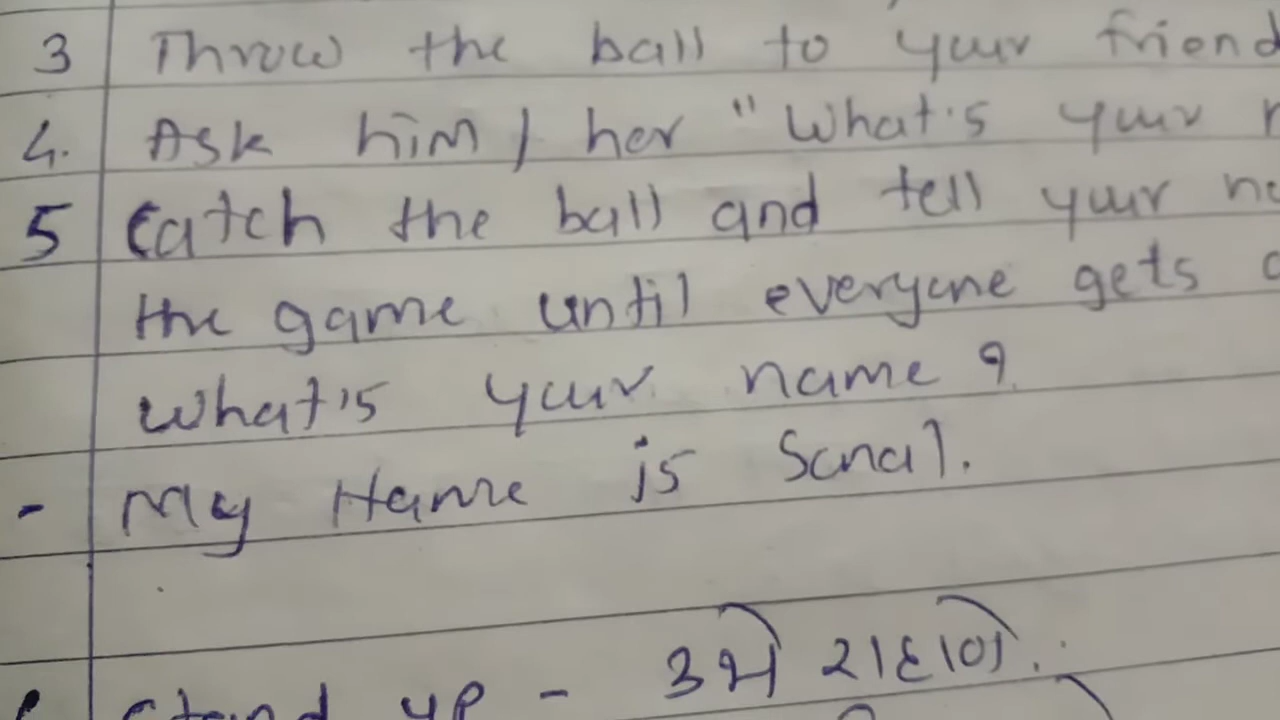 3 Throw the ball to your friend
4. Ask him / her "What's your
5 Catch the ball and tell your
the game until everyone gets
What's your name ?
- My Name is Sonal.
Stand up - ઉભો રાહો.